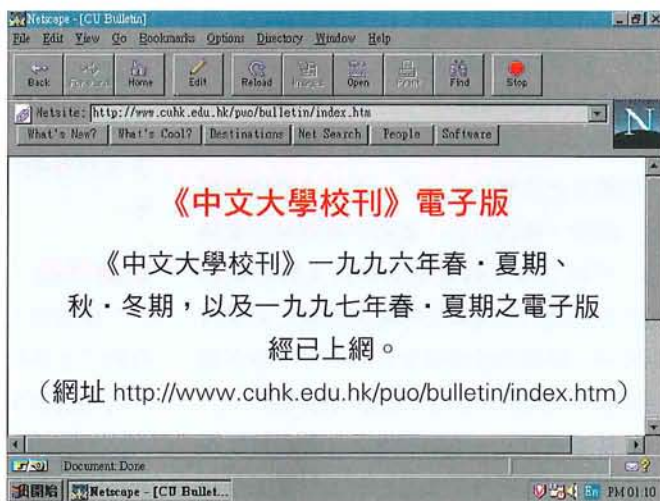 Netscape - [CU Bulletin]
File Edit View Go Bookmarks Options Directory Window Help
Back Forward Home Edit Reload Images Open Print Find Stop
Netsite: http://www.cuhk.edu.hk/puo/bulletin/index.htm
N
What's New? What's Cool? Destinations Net Search People Software
《中文大學校刊》電子版
《中文大學校刊》一九九六年春·夏期、
秋·冬期，以及一九九七年春·夏期之電子版
經已上網。
（網址 http://www.cuhk.edu.hk/puo/bulletin/index.htm）
Document: Done
開始 Netscape - [CU Bullet... En PM 01:10